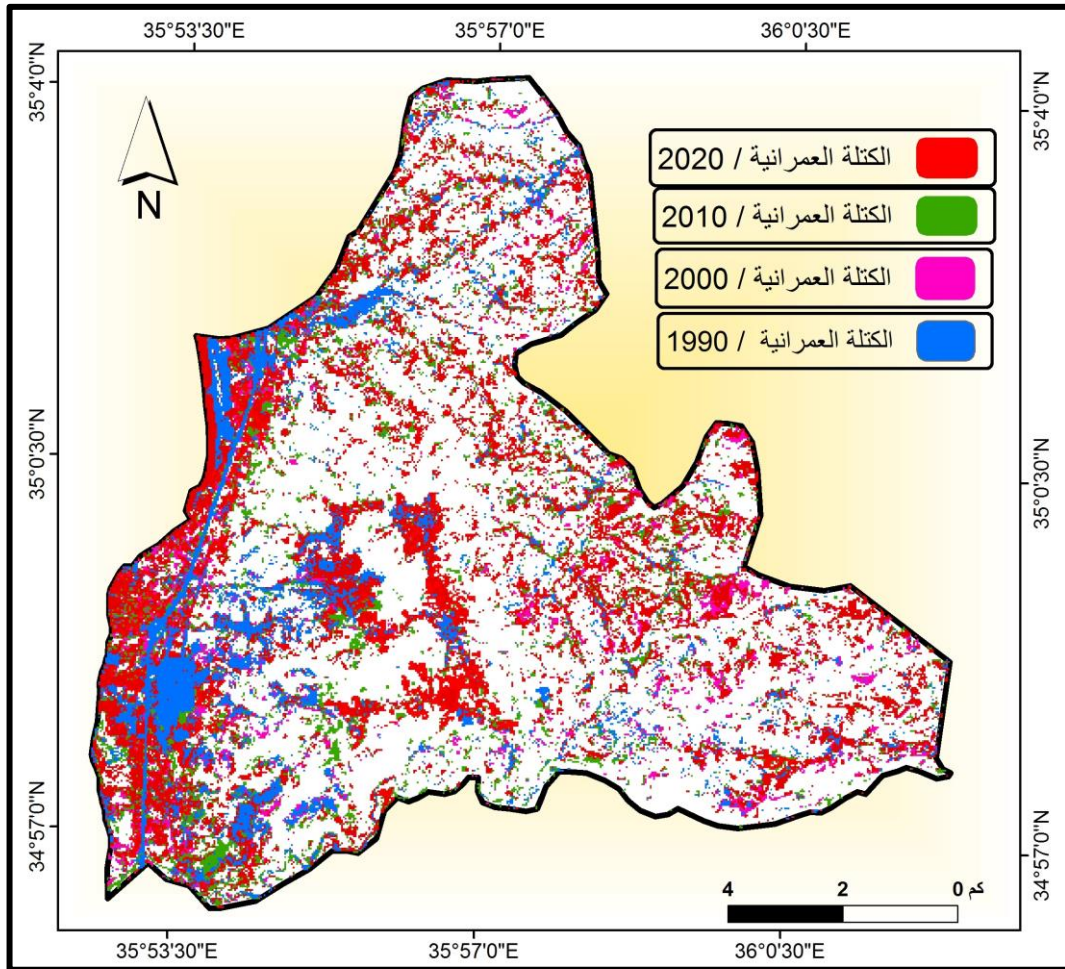 35°53'30"E 35°57'0"E 36°0'30"E
35°4'0"N
35°4'0"N
N
الكتلة العمرانية / 2020
الكتلة العمرانية / 2010
الكتلة العمرانية / 2000
الكتلة العمرانية / 1990
35°0'30"N
35°0'30"N
34°57'0"N
34°57'0"N
4 2 0 كم
35°53'30"E 35°57'0"E 36°0'30"E